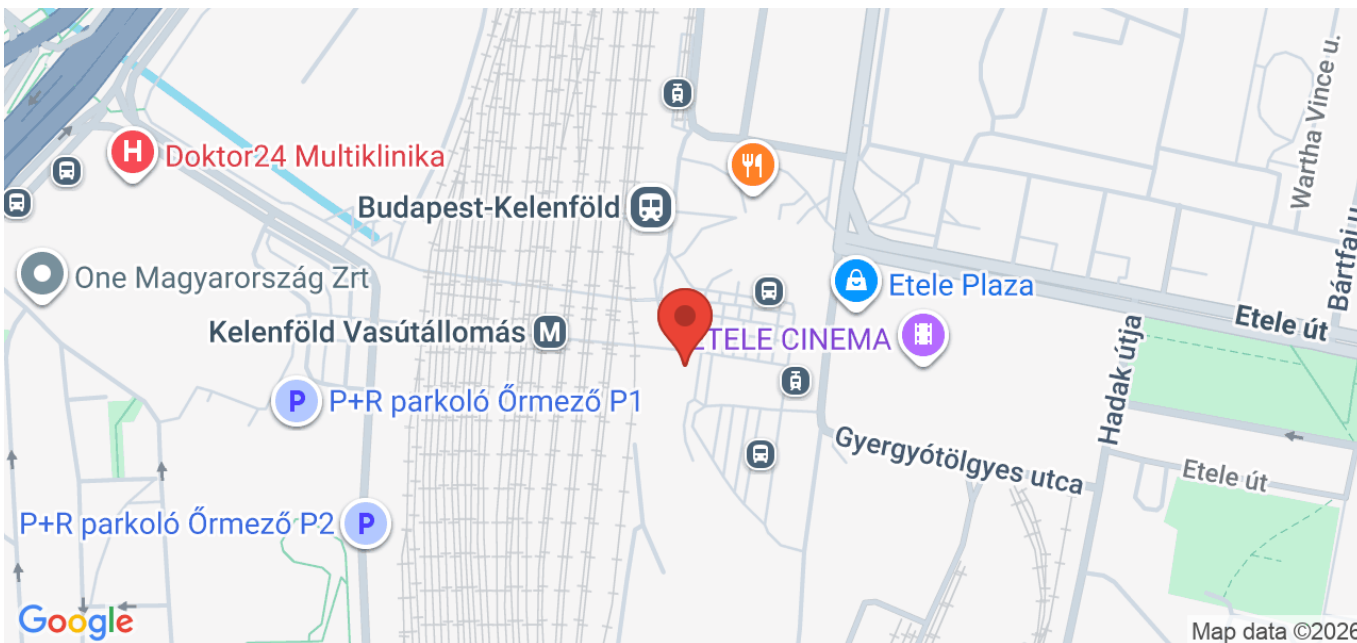 Wartha Vince u.
H
Doktor24 Multiklinika
Budapest-Kelenföld
Bártfai u.
One Magyarország Zrt
Etele Plaza
Etele út
Kelenföld Vasútállomás M
ETELE CINEMA
Hadak útja
P P+R parkoló Őrmező P1
Gyergyótölgyes utca
Etele út
P+R parkoló Őrmező P2 P
Google
Map data ©2026